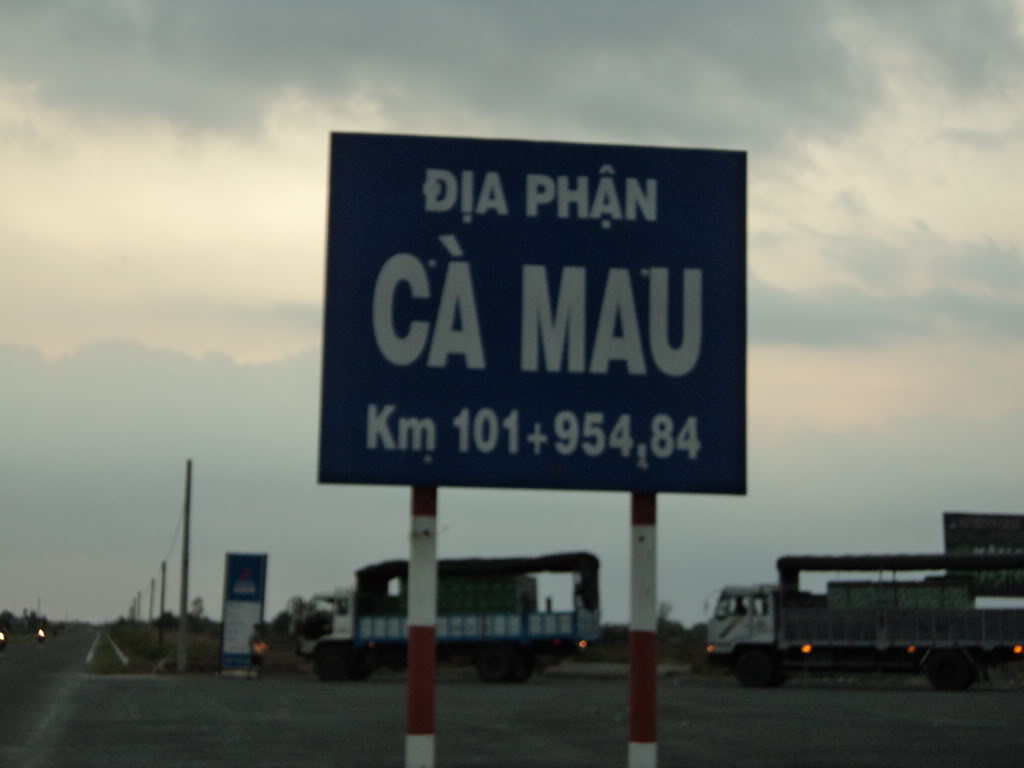 ĐỊA PHẬN
CÀ MAU
Km 101+954,84